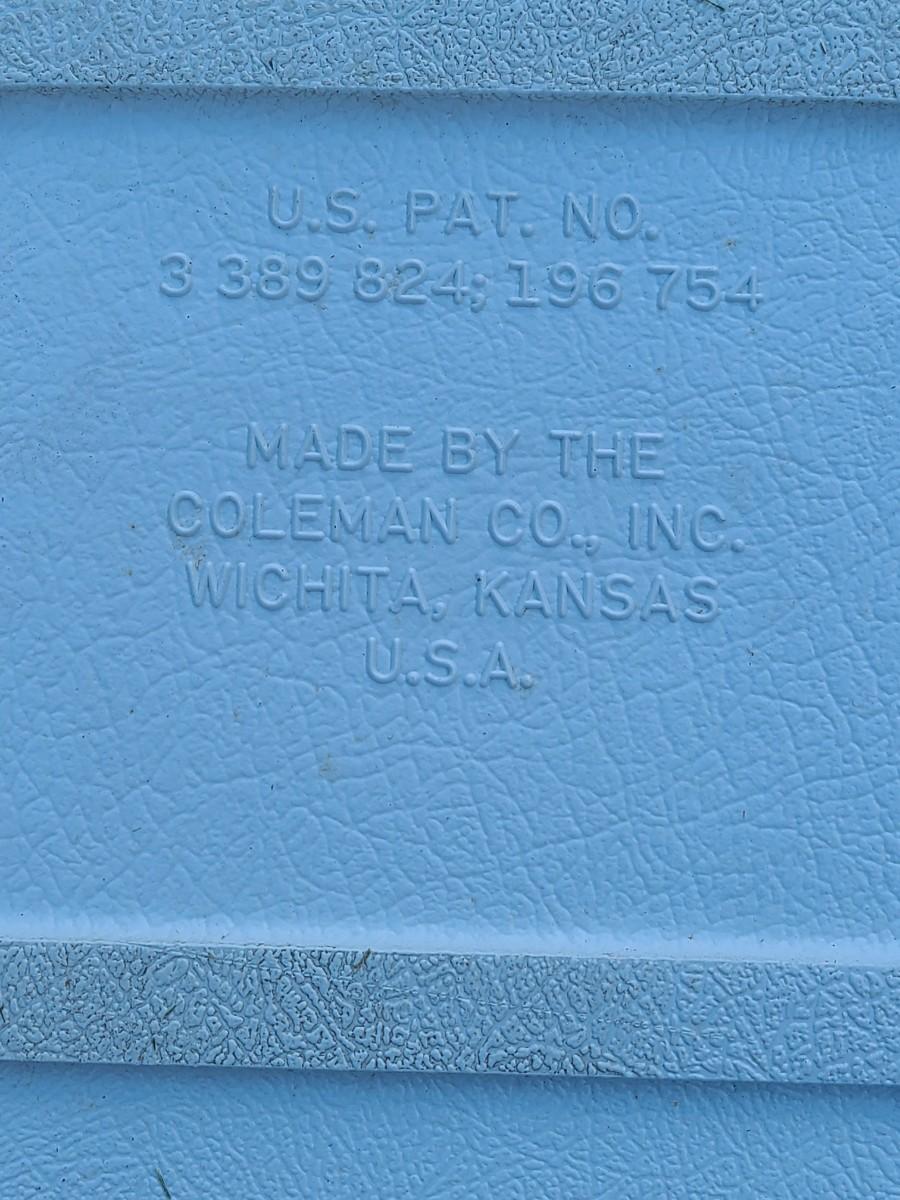 U.S. PAT. NO.
3 389 824; 196 754
MADE BY THE
COLEMAN CO., INC.
WICHITA, KANSAS
U.S.A.